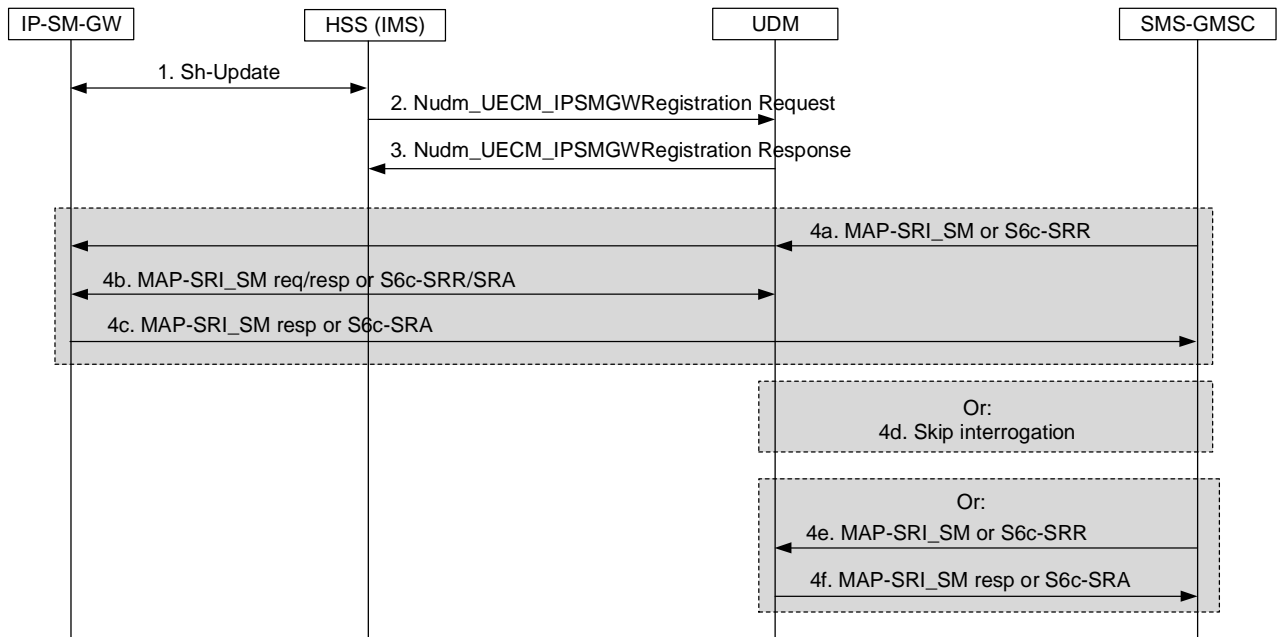 IP-SM-GW
HSS (IMS)
UDM
SMS-GMSC
1. Sh-Update
2. Nudm_UECM_IPSMGWRegistration Request
3. Nudm_UECM_IPSMGWRegistration Response
4a. MAP-SRI_SM or S6c-SRR
4b. MAP-SRI_SM req/resp or S6c-SRR/SRA
4c. MAP-SRI_SM resp or S6c-SRA
Or:
4d. Skip interrogation
Or:
4e. MAP-SRI_SM or S6c-SRR
4f. MAP-SRI_SM resp or S6c-SRA